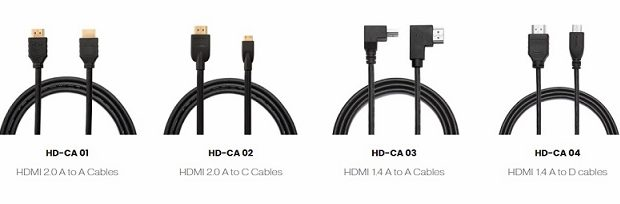 HD-CA 01
HDMI 2.0 A to A Cables
HD-CA 02
HDMI 2.0 A to C Cables
HD-CA 03
HDMI 1.4 A to A Cables
HD-CA 04
HDMI 1.4 A to D cables